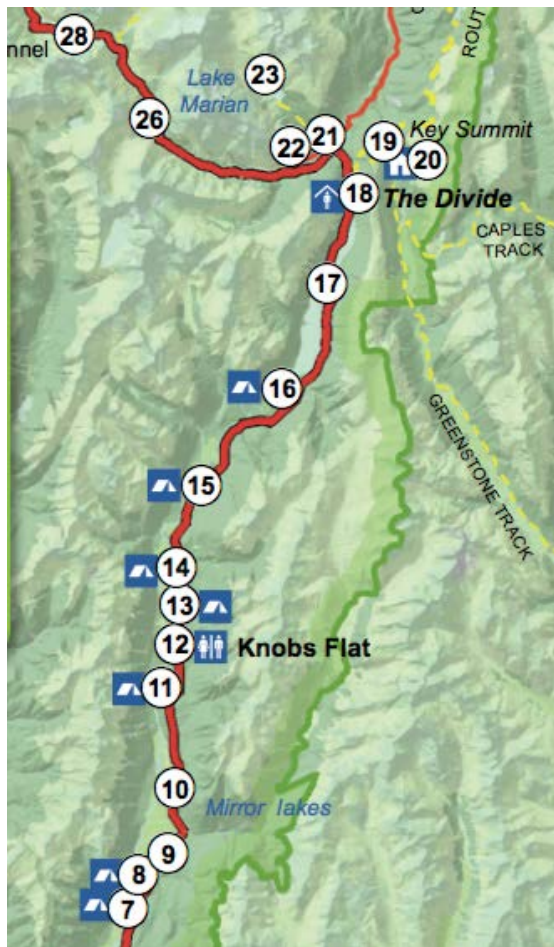 28
nnel
Lake
Marian
23
ROUT
26
21
22
19
Key Summit
20
18
The Divide
CAPLES
TRACK
17
16
GREENSTONE TRACK
15
14
13
12
Knobs Flat
11
10
Mirror lakes
9
8
7